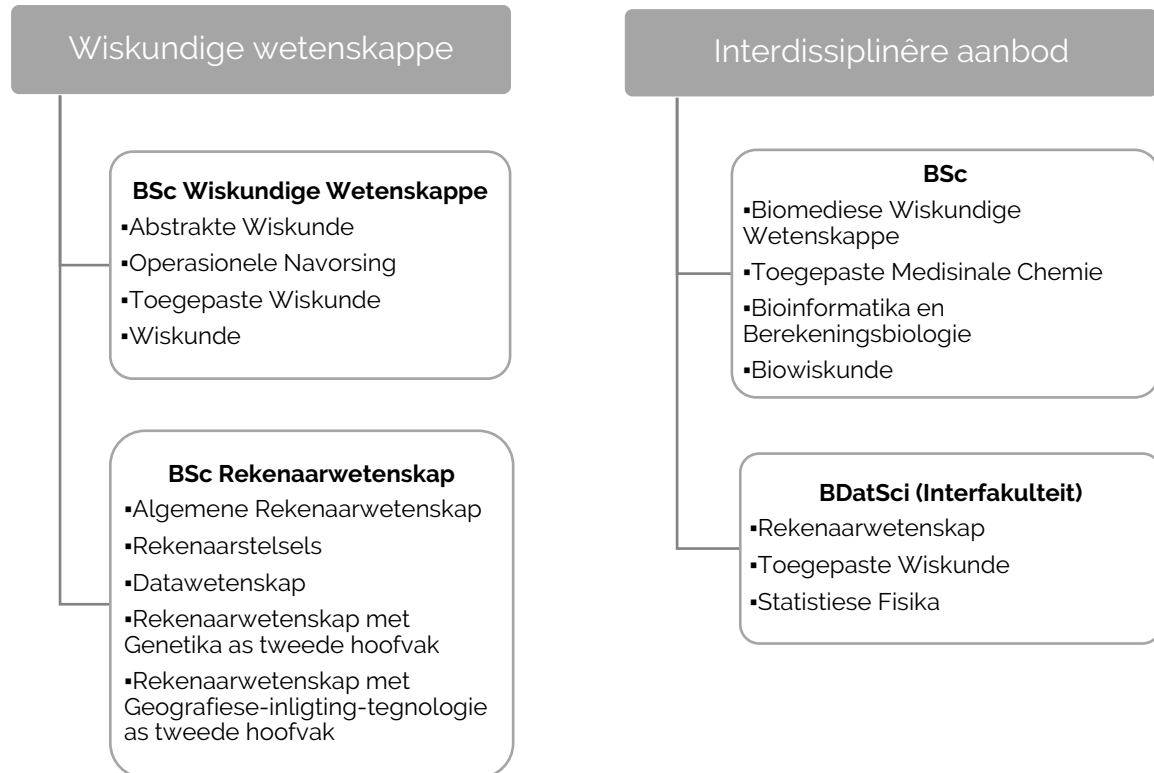 Wiskundige wetenskappe
BSc Wiskundige Wetenskappe
▪Abstrakte Wiskunde
▪Operasionele Navorsing
▪Toegepaste Wiskunde
▪Wiskunde
BSc Rekenaarwetenskap
▪Algemene Rekenaarwetenskap
▪Rekenaarstelsels
▪Datawetenskap
▪Rekenaarwetenskap met
Genetika as tweede hoofvak
▪Rekenaarwetenskap met
Geografiese-inligting-tegnologie
as tweede hoofvak
Interdissiplinêre aanbod
BSc
▪Biomediese Wiskundige
Wetenskappe
▪Toegepaste Medisinale Chemie
▪Bioinformatika en
Berekeningsbiologie
▪Biowiskunde
BDatSci (Interfakulteit)
▪Rekenaarwetenskap
▪Toegepaste Wiskunde
▪Statistiese Fisika